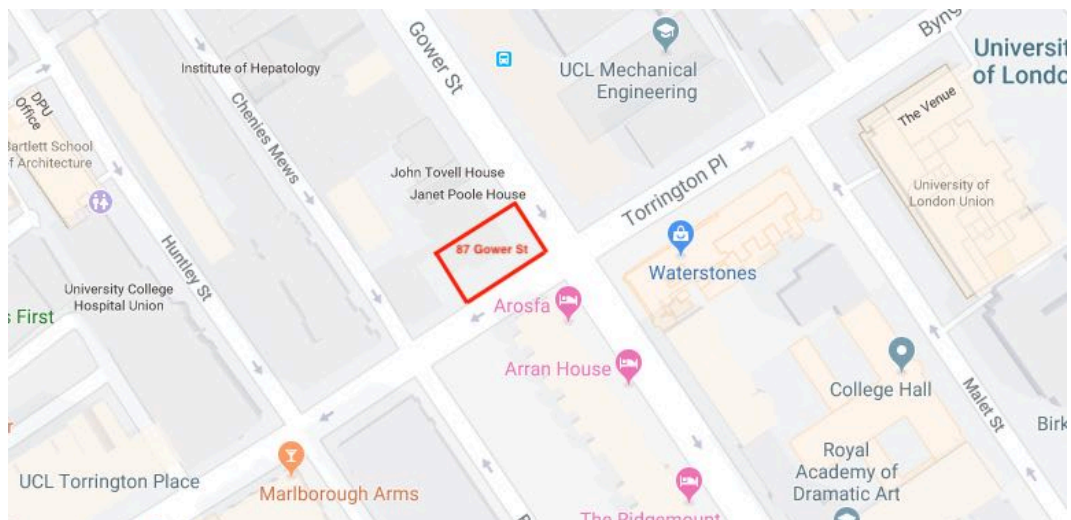 Gower St
Byng
Institute of Hepatology
UCL Mechanical
Engineering
Universit
of Londo
DPU
Office
Bartlett School
of Architecture
Chenies Mews
The Venue
John Tovell House
Janet Poole House
Torrington Pl
University of
London Union
87 Gower St
Huntley St
Waterstones
University College
Hospital Union
s First
Arosfa
Arran House
College Hall
Malet St
Birk
r
Royal
Academy of
Dramatic Art
UCL Torrington Place
Marlborough Arms
The Ridgemount